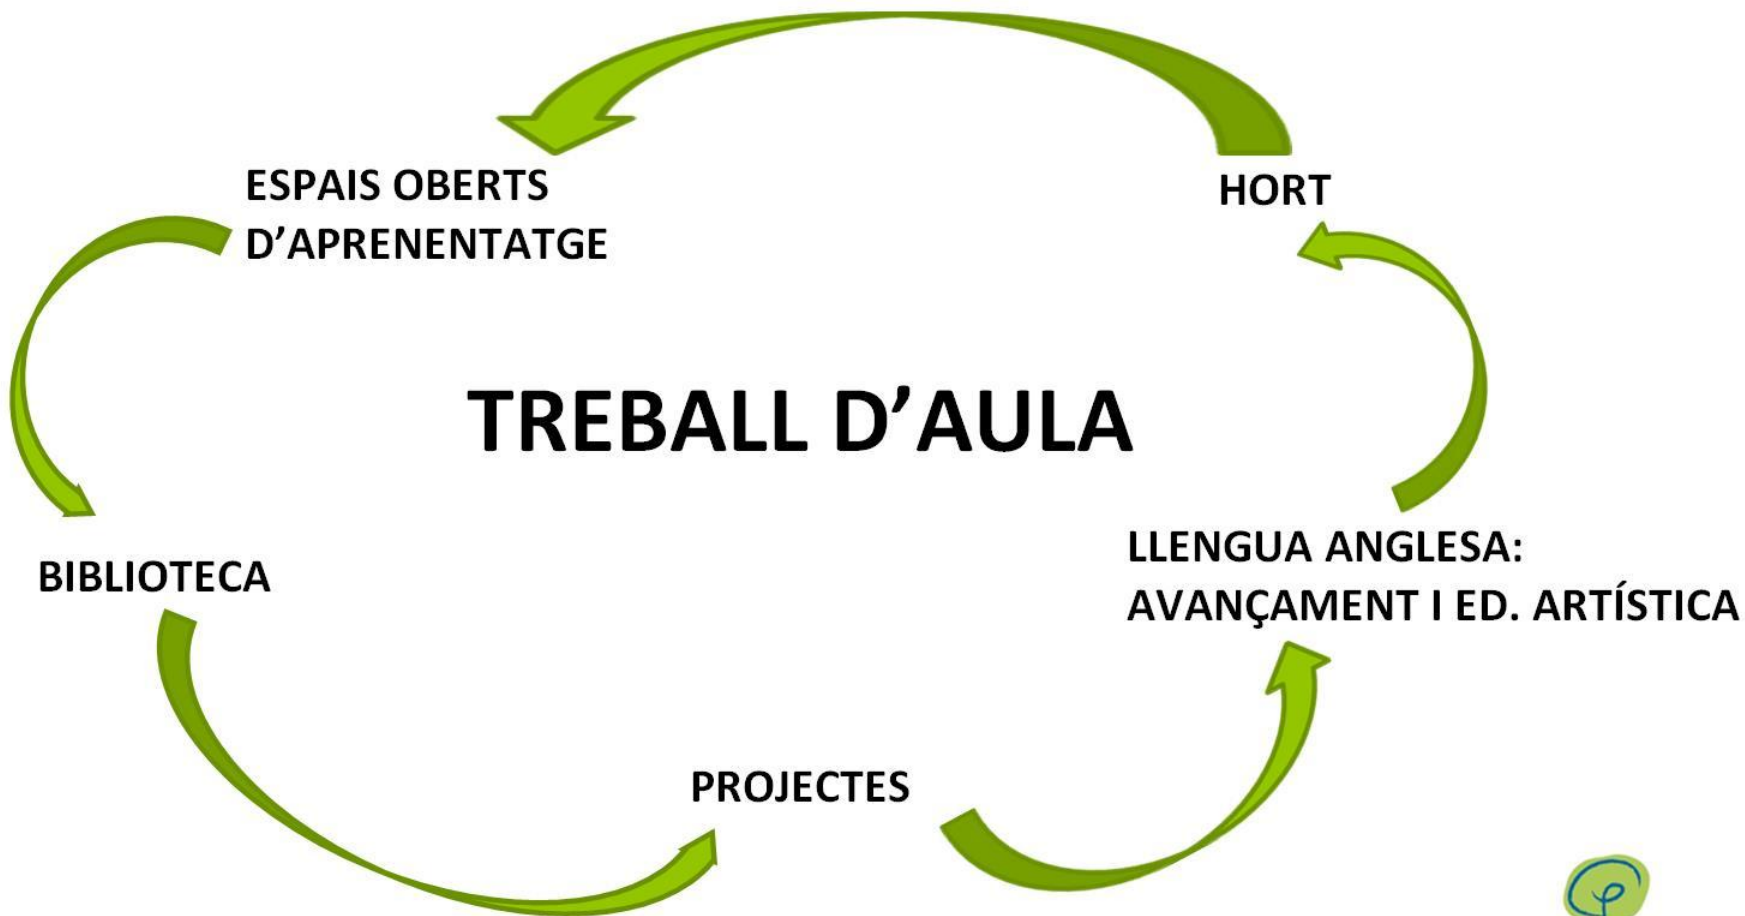 ESPAIS OBERTS
D’APRENENTATGE
HORT
TREBALL D’AULA
BIBLIOTECA
LLENGUA ANGLESA:
AVANÇAMENT I ED. ARTÍSTICA
PROJECTES